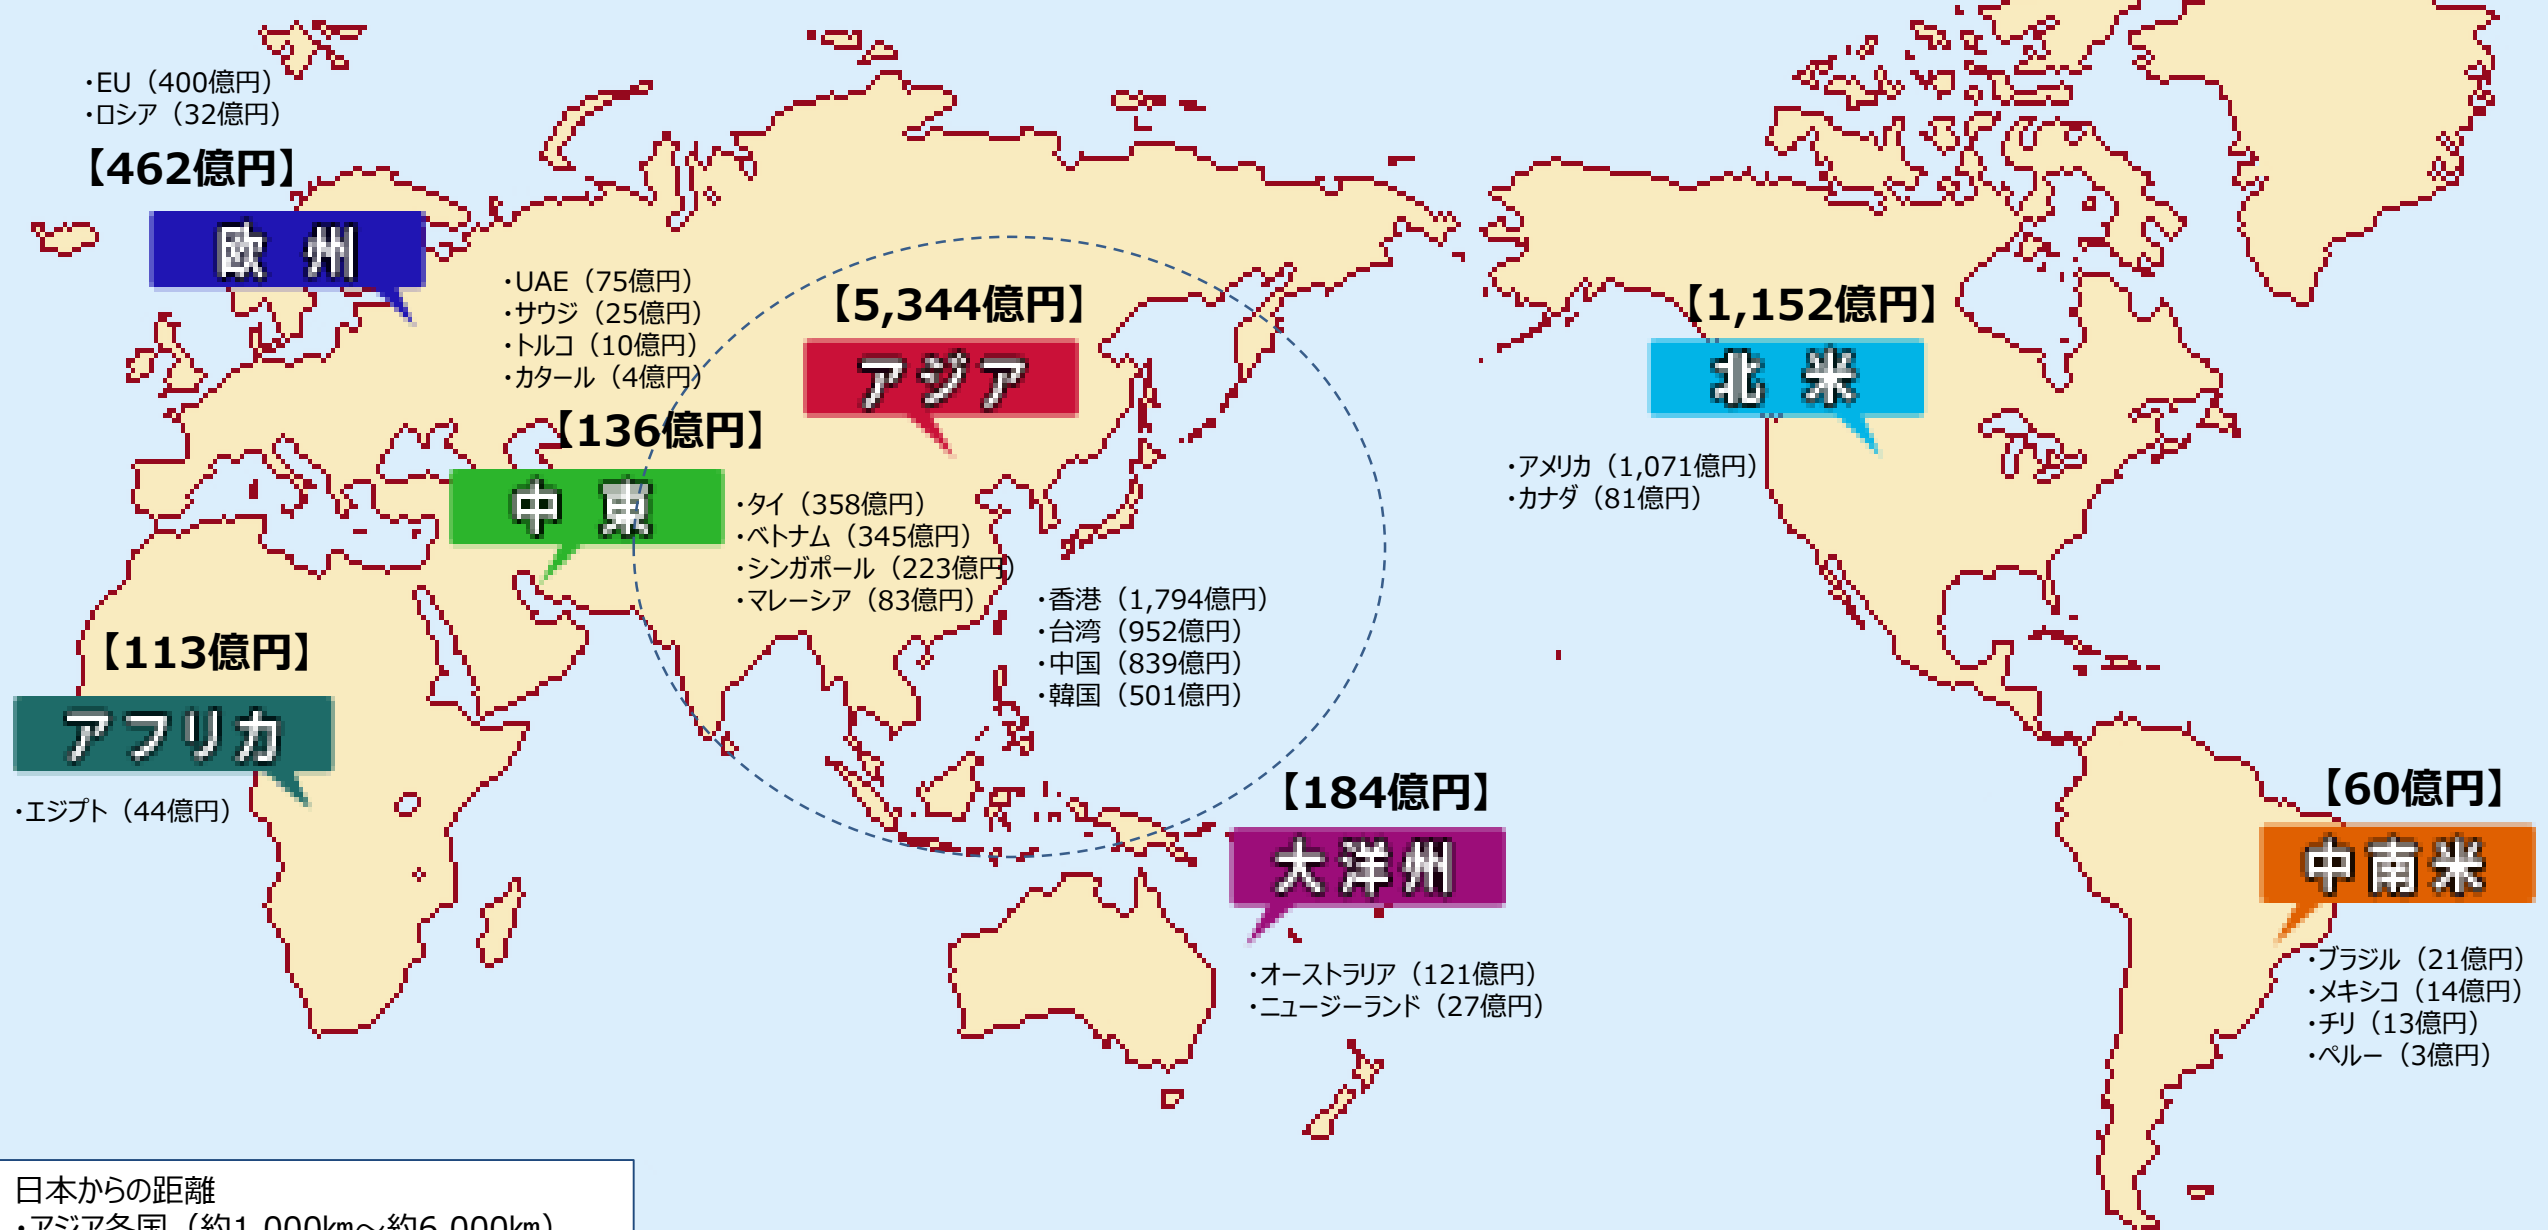 ・EU（400億円）
・ロシア（32億円）
【462億円】
欧 州
・UAE（75億円）
・サウジ（25億円）
・トルコ（10億円）
・カタール（4億円）
【136億円】
中 東
【5,344億円】
アジア
・タイ（358億円）
・ベトナム（345億円）
・シンガポール（223億円）
・マレーシア（83億円）
・香港（1,794億円）
・台湾（952億円）
・中国（839億円）
・韓国（501億円）
【1,152億円】
北 米
・アメリカ（1,071億円）
・カナダ（81億円）
【113億円】
アフリカ
・エジプト（44億円）
【184億円】
大洋州
・オーストラリア（121億円）
・ニュージーランド（27億円）
【60億円】
中南米
・ブラジル（21億円）
・メキシコ（14億円）
・チリ（13億円）
・ペルー（3億円）
日本からの距離
・アジア各国（約1,000㎞～約6,000㎞）